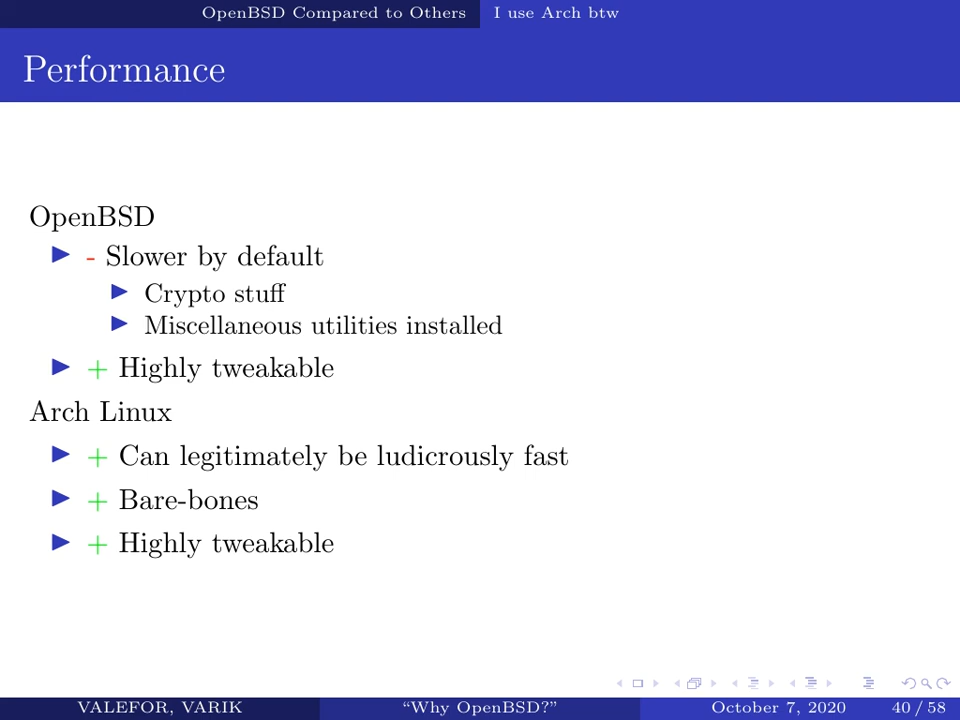 OpenBSD Compared to Others I use Arch btw
Performance
OpenBSD
- Slower by default
Crypto stuff
Miscellaneous utilities installed
+ Highly tweakable
Arch Linux
+ Can legitimately be ludicrously fast
+ Bare-bones
+ Highly tweakable
VALEFOR, VARIK “Why OpenBSD?” October 7, 2020 40 / 58